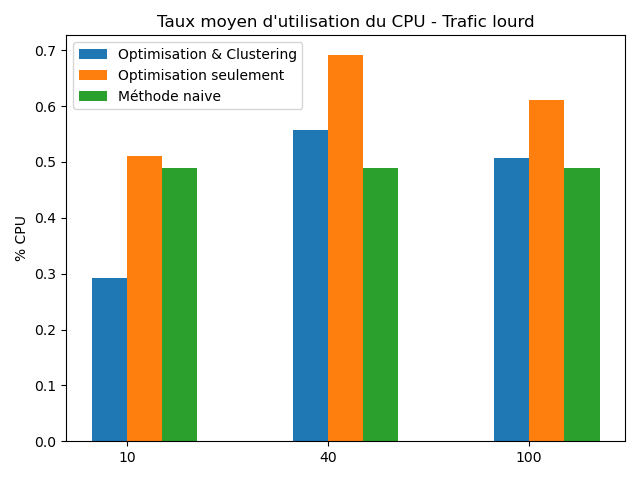 Taux moyen d'utilisation du CPU - Trafic lourd
Optimisation & Clustering
Optimisation seulement
Méthode naive
% CPU
0.7
0.6
0.5
0.4
0.3
0.2
0.1
0.0
10
40
100